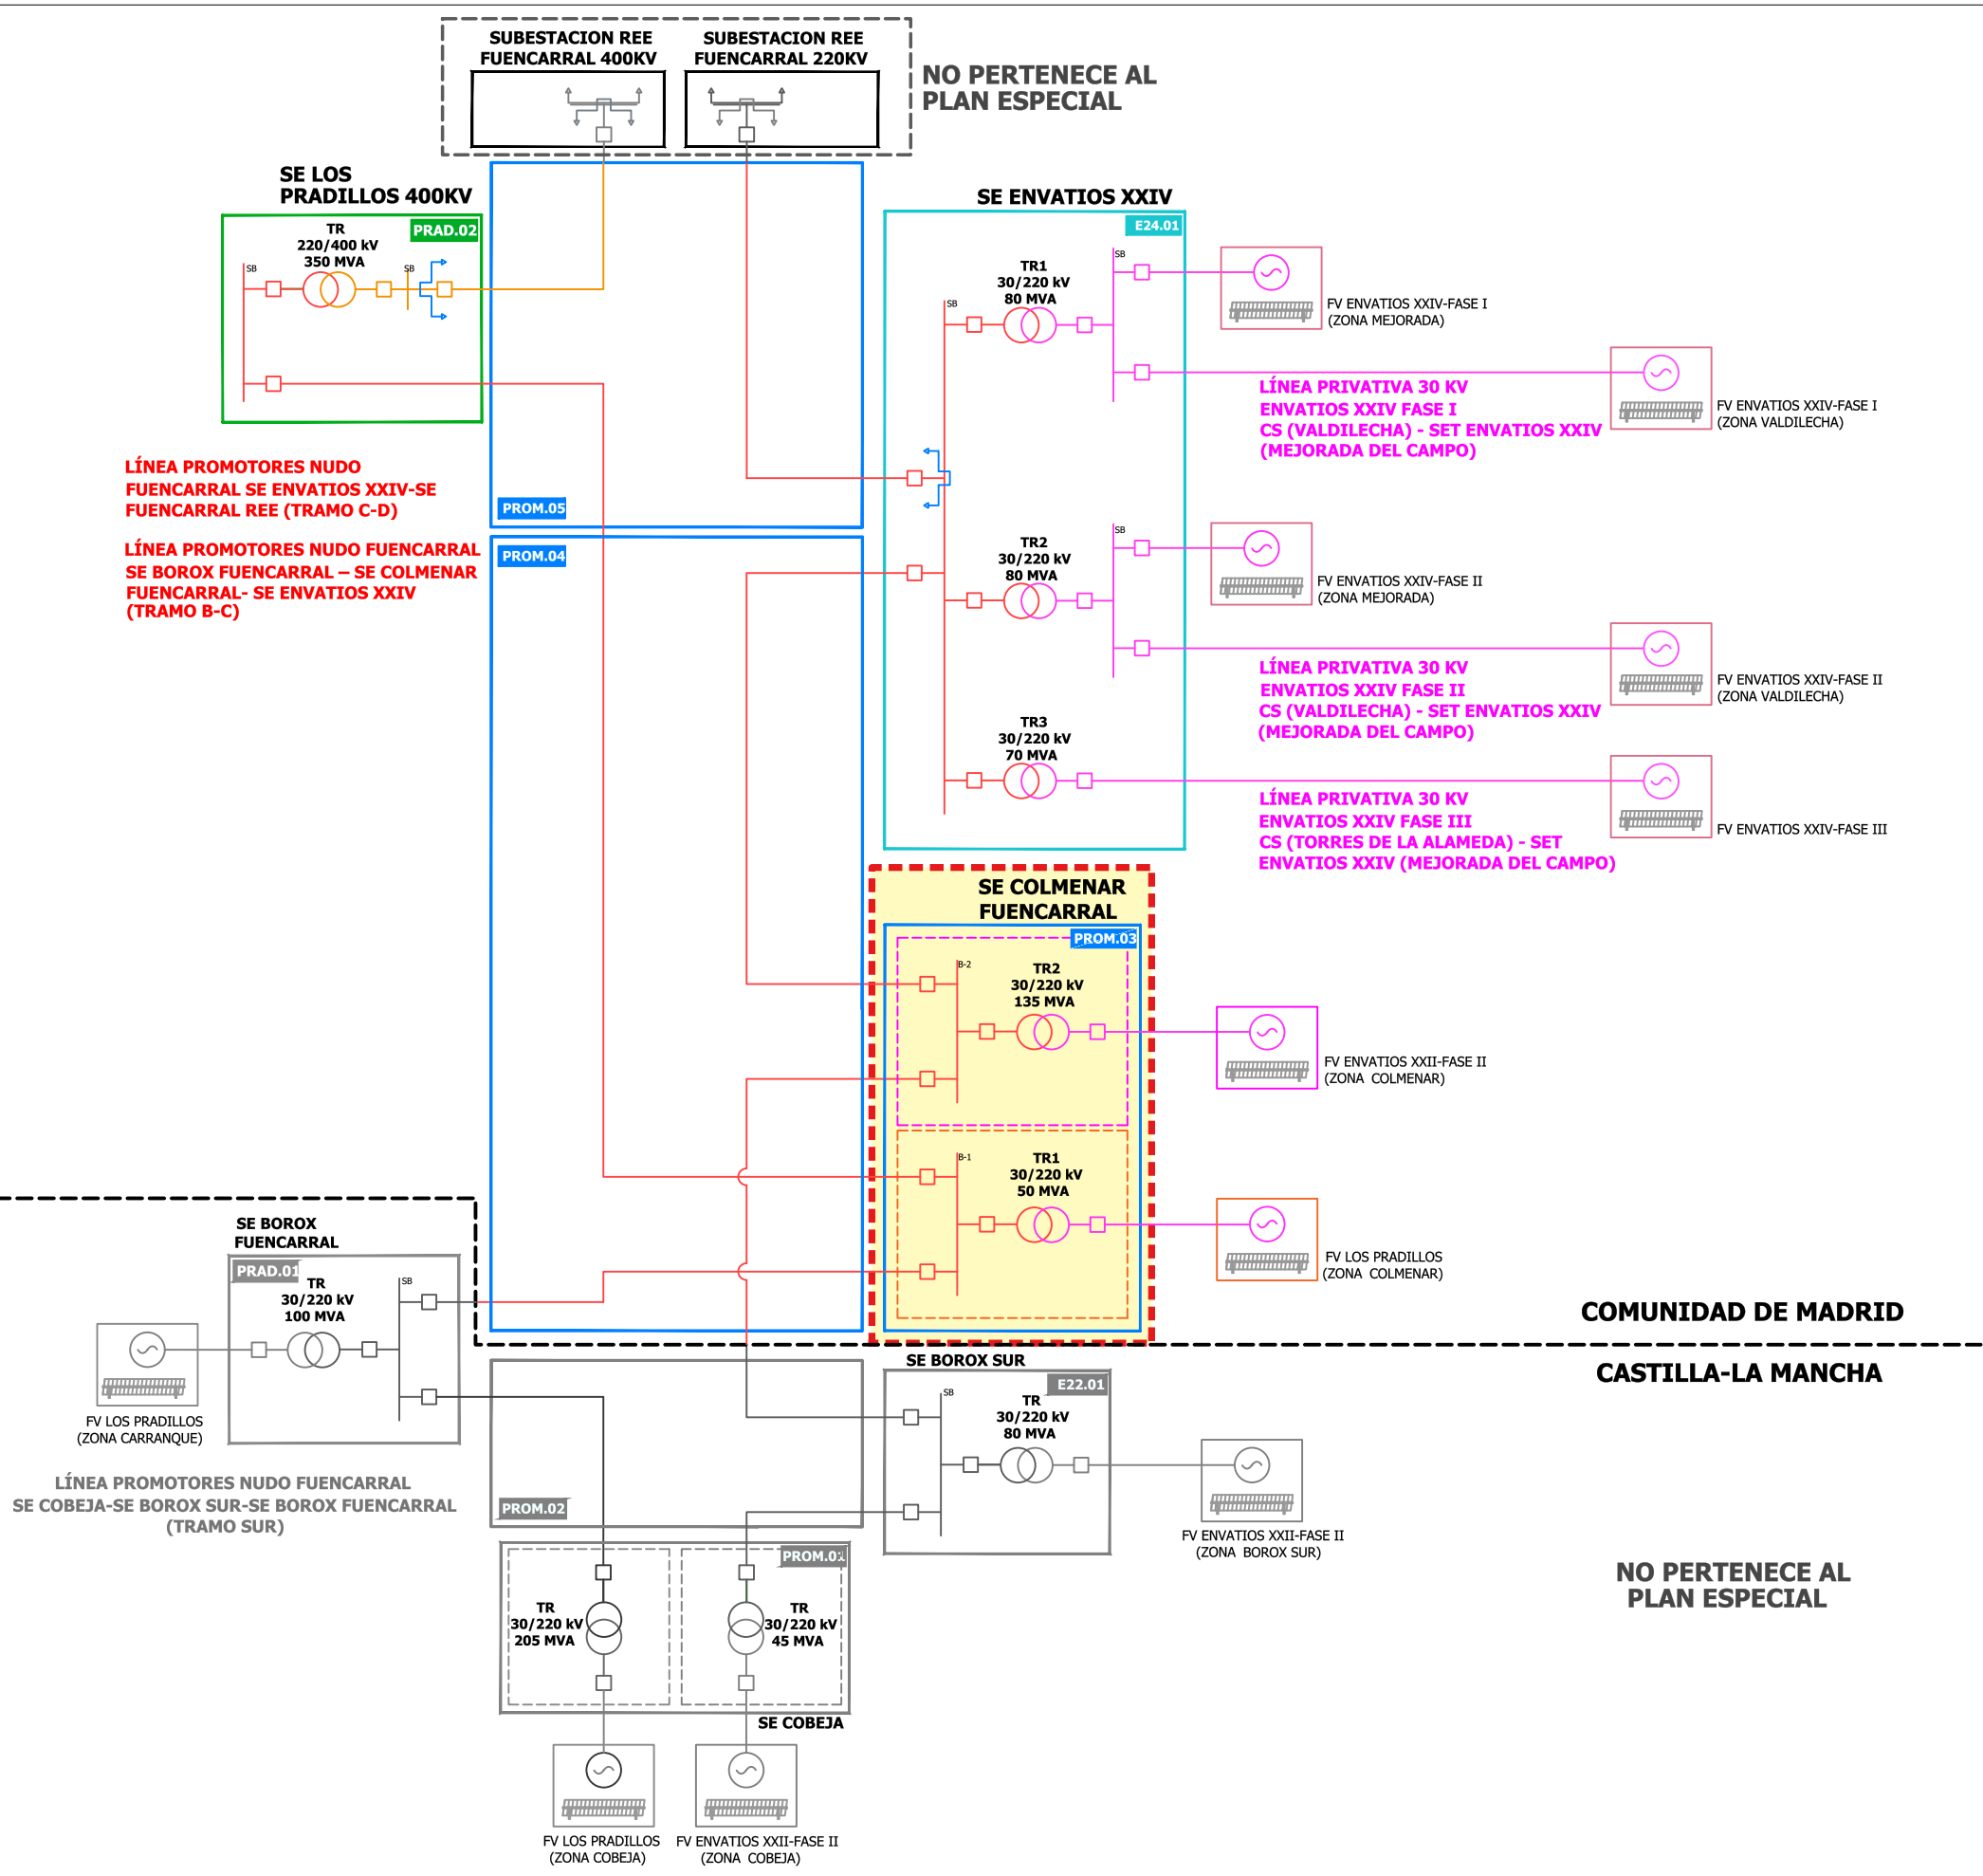 SUBESTACION REE
FUENCARRAL 400KV
SUBESTACION REE
FUENCARRAL 220KV
NO PERTENECE AL
PLAN ESPECIAL
SE LOS
PRADILLOS 400KV
PRAD.02
TR
220/400 kV
350 MVA
SB
SB
LÍNEA PROMOTORES NUDO
FUENCARRAL SE ENVATIOS XXIV-SE
FUENCARRAL REE (TRAMO C-D)
LÍNEA PROMOTORES NUDO FUENCARRAL
SE BOROX FUENCARRAL – SE COLMENAR
FUENCARRAL- SE ENVATIOS XXIV
(TRAMO B-C)
PROM.05
PROM.04
SE ENVATIOS XXIV
E24.01
SB
SB
TR1
30/220 kV
80 MVA
FV ENVATIOS XXIV-FASE I
(ZONA MEJORADA)
LÍNEA PRIVATIVA 30 KV
ENVATIOS XXIV FASE I
CS (VALDILECHA) - SET ENVATIOS XXIV
(MEJORADA DEL CAMPO)
FV ENVATIOS XXIV-FASE I
(ZONA VALDILECHA)
SB
TR2
30/220 kV
80 MVA
FV ENVATIOS XXIV-FASE II
(ZONA MEJORADA)
LÍNEA PRIVATIVA 30 KV
ENVATIOS XXIV FASE II
CS (VALDILECHA) - SET ENVATIOS XXIV
(MEJORADA DEL CAMPO)
FV ENVATIOS XXIV-FASE II
(ZONA VALDILECHA)
TR3
30/220 kV
70 MVA
LÍNEA PRIVATIVA 30 KV
ENVATIOS XXIV FASE III
CS (TORRES DE LA ALAMEDA) - SET
ENVATIOS XXIV (MEJORADA DEL CAMPO)
FV ENVATIOS XXIV-FASE III
SE COLMENAR
FUENCARRAL
PROM.03
B-2
TR2
30/220 kV
135 MVA
FV ENVATIOS XXII-FASE II
(ZONA COLMENAR)
B-1
TR1
30/220 kV
50 MVA
FV LOS PRADILLOS
(ZONA COLMENAR)
COMUNIDAD DE MADRID
CASTILLA-LA MANCHA
SE BOROX
FUENCARRAL
PRAD.01
TR
30/220 kV
100 MVA
SB
FV LOS PRADILLOS
(ZONA CARRANQUE)
LÍNEA PROMOTORES NUDO FUENCARRAL
SE COBEJA-SE BOROX SUR-SE BOROX FUENCARRAL
(TRAMO SUR)
PROM.02
SE BOROX SUR
E22.01
SB
TR
30/220 kV
80 MVA
FV ENVATIOS XXII-FASE II
(ZONA BOROX SUR)
NO PERTENECE AL
PLAN ESPECIAL
PROM.01
TR
30/220 kV
205 MVA
TR
30/220 kV
45 MVA
SE COBEJA
FV LOS PRADILLOS
(ZONA COBEJA)
FV ENVATIOS XXII-FASE II
(ZONA COBEJA)